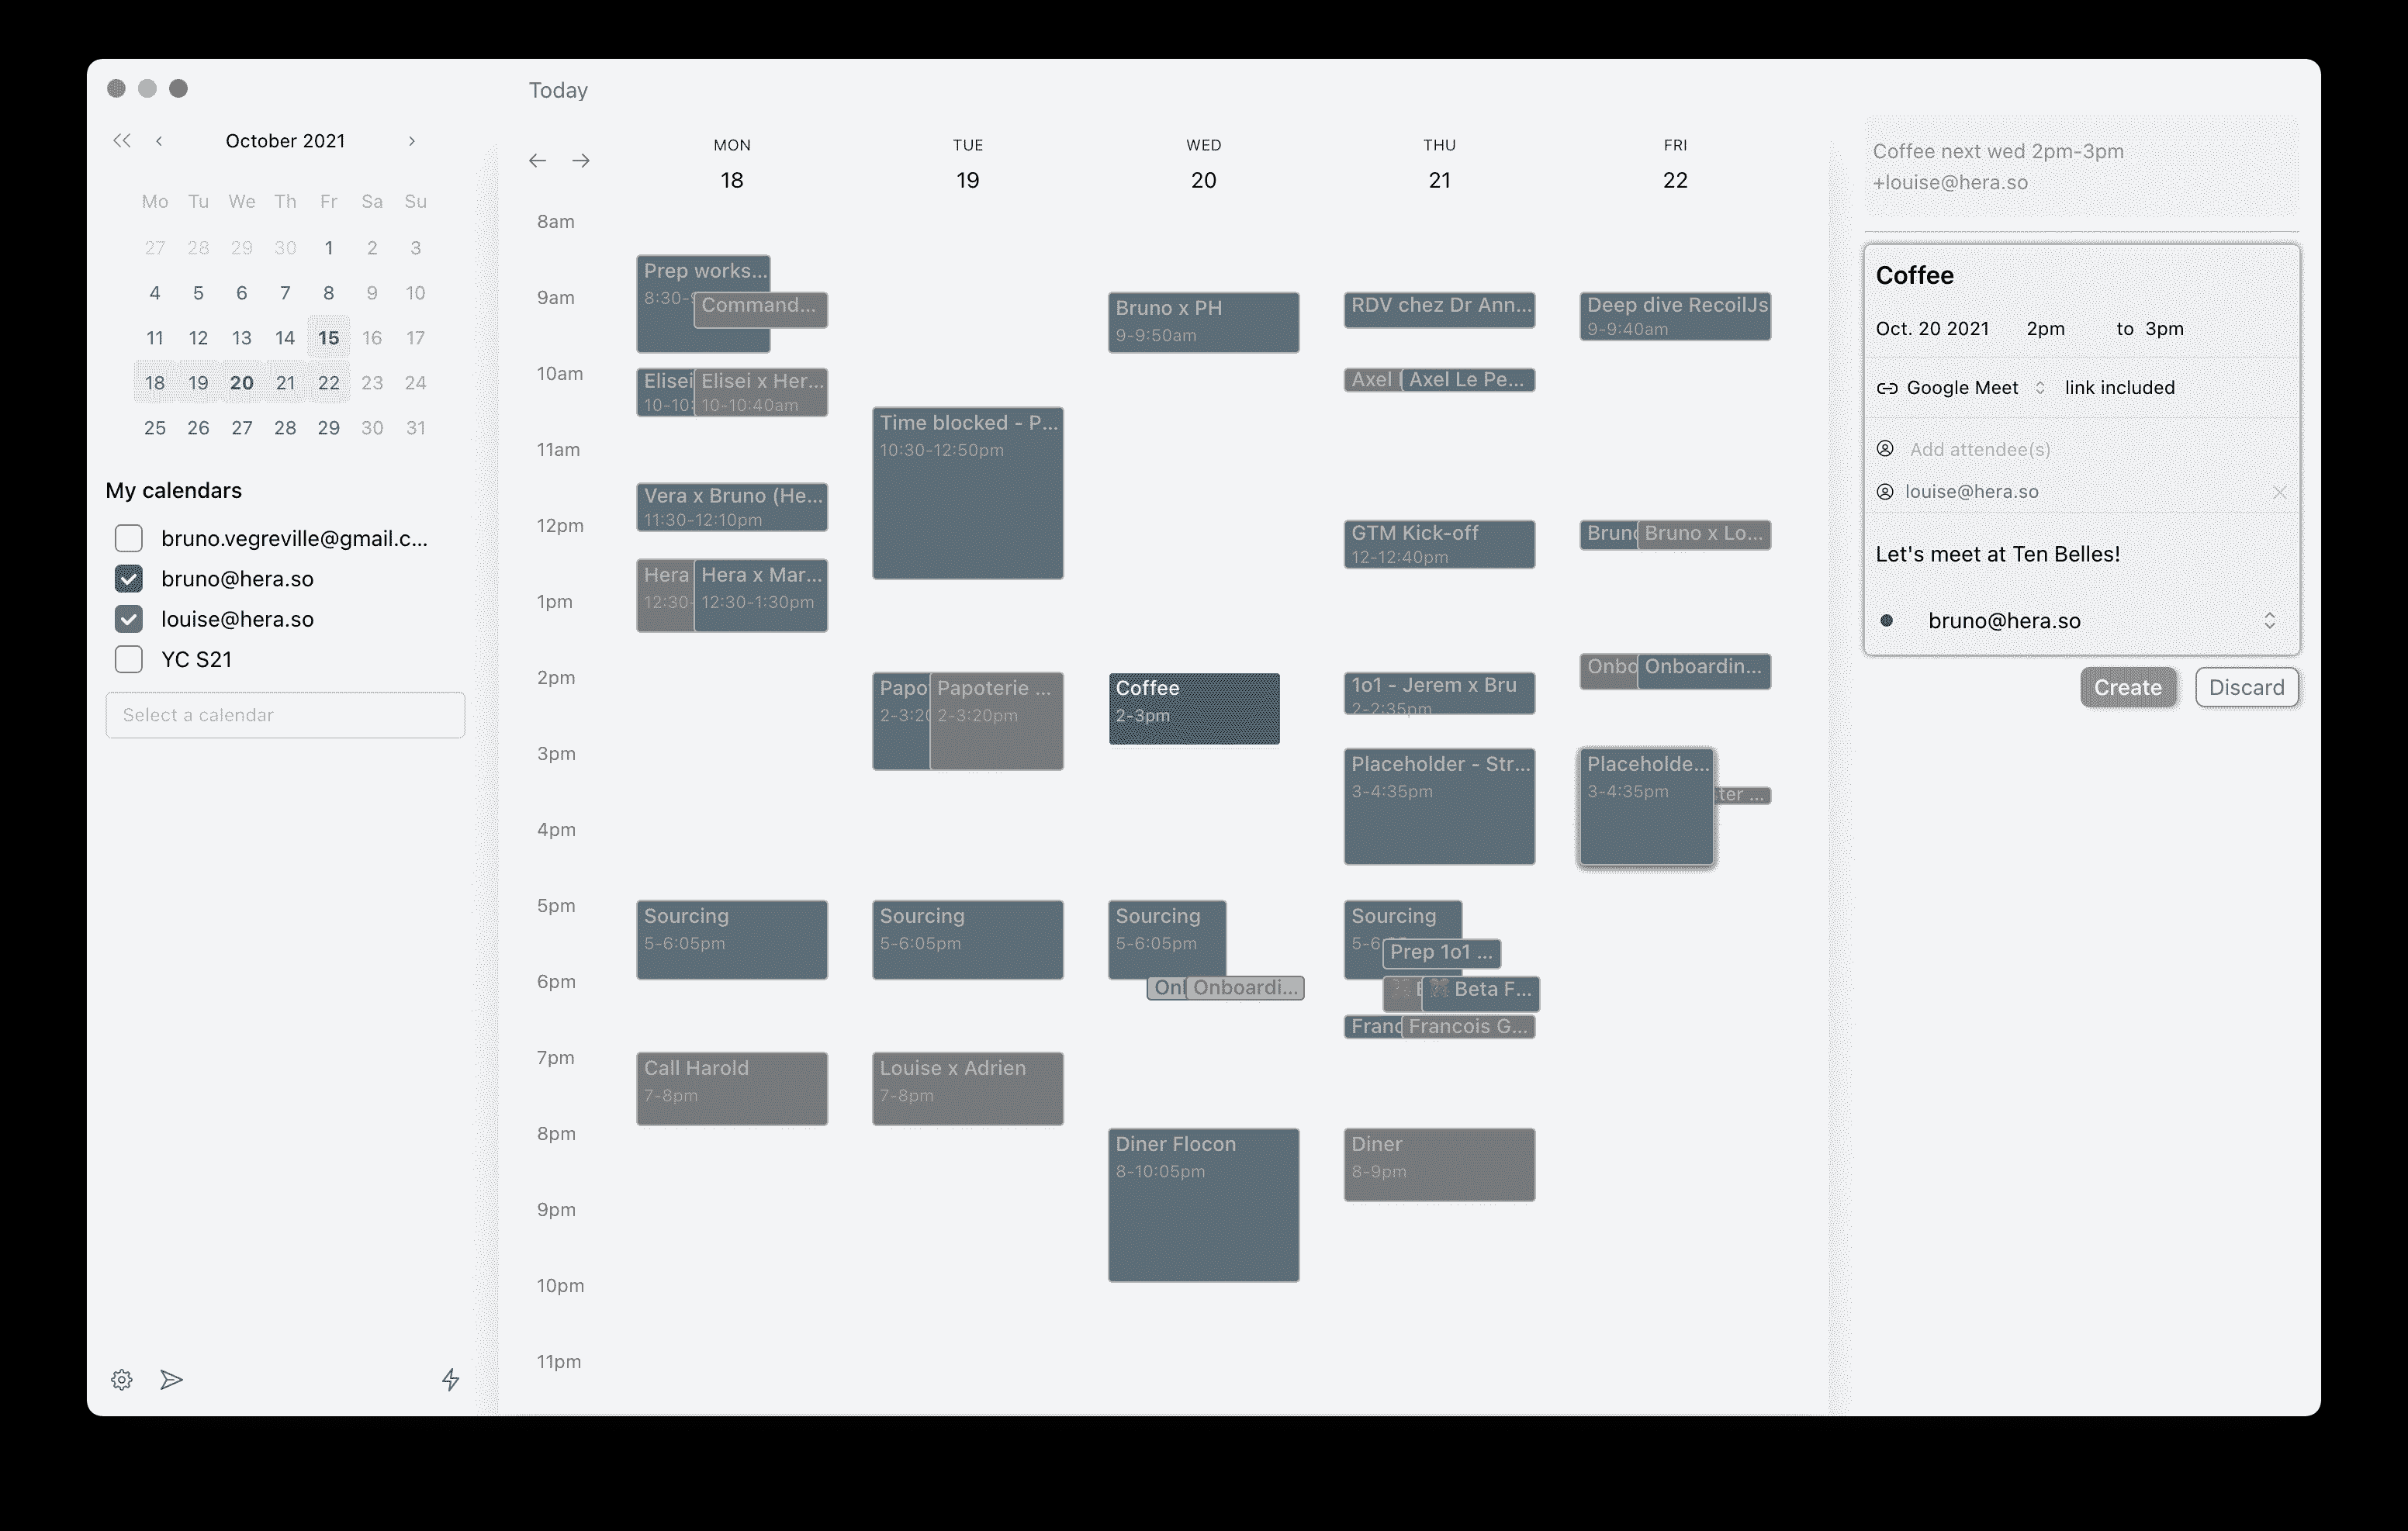 Today
October 2021
Mo Tu We Th Fr Sa Su
27 28 29 30 1 2 3
4 5 6 7 8 9 10
11 12 13 14 15 16 17
18 19 20 21 22 23 24
25 26 27 28 29 30 31
My calendars
bruno.vegreville@gmail.c...
bruno@hera.so
louise@hera.so
YC S21
Select a calendar
MON TUE WED THU FRI
18 19 20 21 22
8am
9am
10am
11am
12pm
1pm
2pm
3pm
4pm
5pm
6pm
7pm
8pm
9pm
10pm
11pm
Prep works...
8:30-
Command...
Elisei
10-10:
Elisei x Her...
10-10:40am
Vera x Bruno (He...
11:30-12:10pm
Hera
12:30-
Hera x Mar...
12:30-1:30pm
Sourcing
5-6:05pm
Call Harold
7-8pm
Time blocked - P...
10:30-12:50pm
Papo
2-3:20
Papoterie ...
2-3:20pm
Sourcing
5-6:05pm
Louise x Adrien
7-8pm
Bruno x PH
9-9:50am
Coffee
2-3pm
Sourcing
5-6:05pm
Onboardi...
Diner Flocon
8-10:05pm
RDV chez Dr Ann...
Axel
Axel Le Pe...
GTM Kick-off
12-12:40pm
1o1 - Jerem x Bru
2-2:35pm
Placeholder - Str...
3-4:35pm
Sourcing
Prep 1o1 ...
Beta F...
Franc
Francois G...
Diner
8-9pm
Deep dive RecoilJs
9-9:40am
Brun
Bruno x Lo...
Onbo
Onboardin...
Placeholde...
3-4:35pm
ter ...
Coffee next wed 2pm-3pm
+louise@hera.so
Coffee
Oct. 20 2021 2pm to 3pm
Google Meet link included
Add attendee(s)
louise@hera.so
Let's meet at Ten Belles!
bruno@hera.so
Create Discard